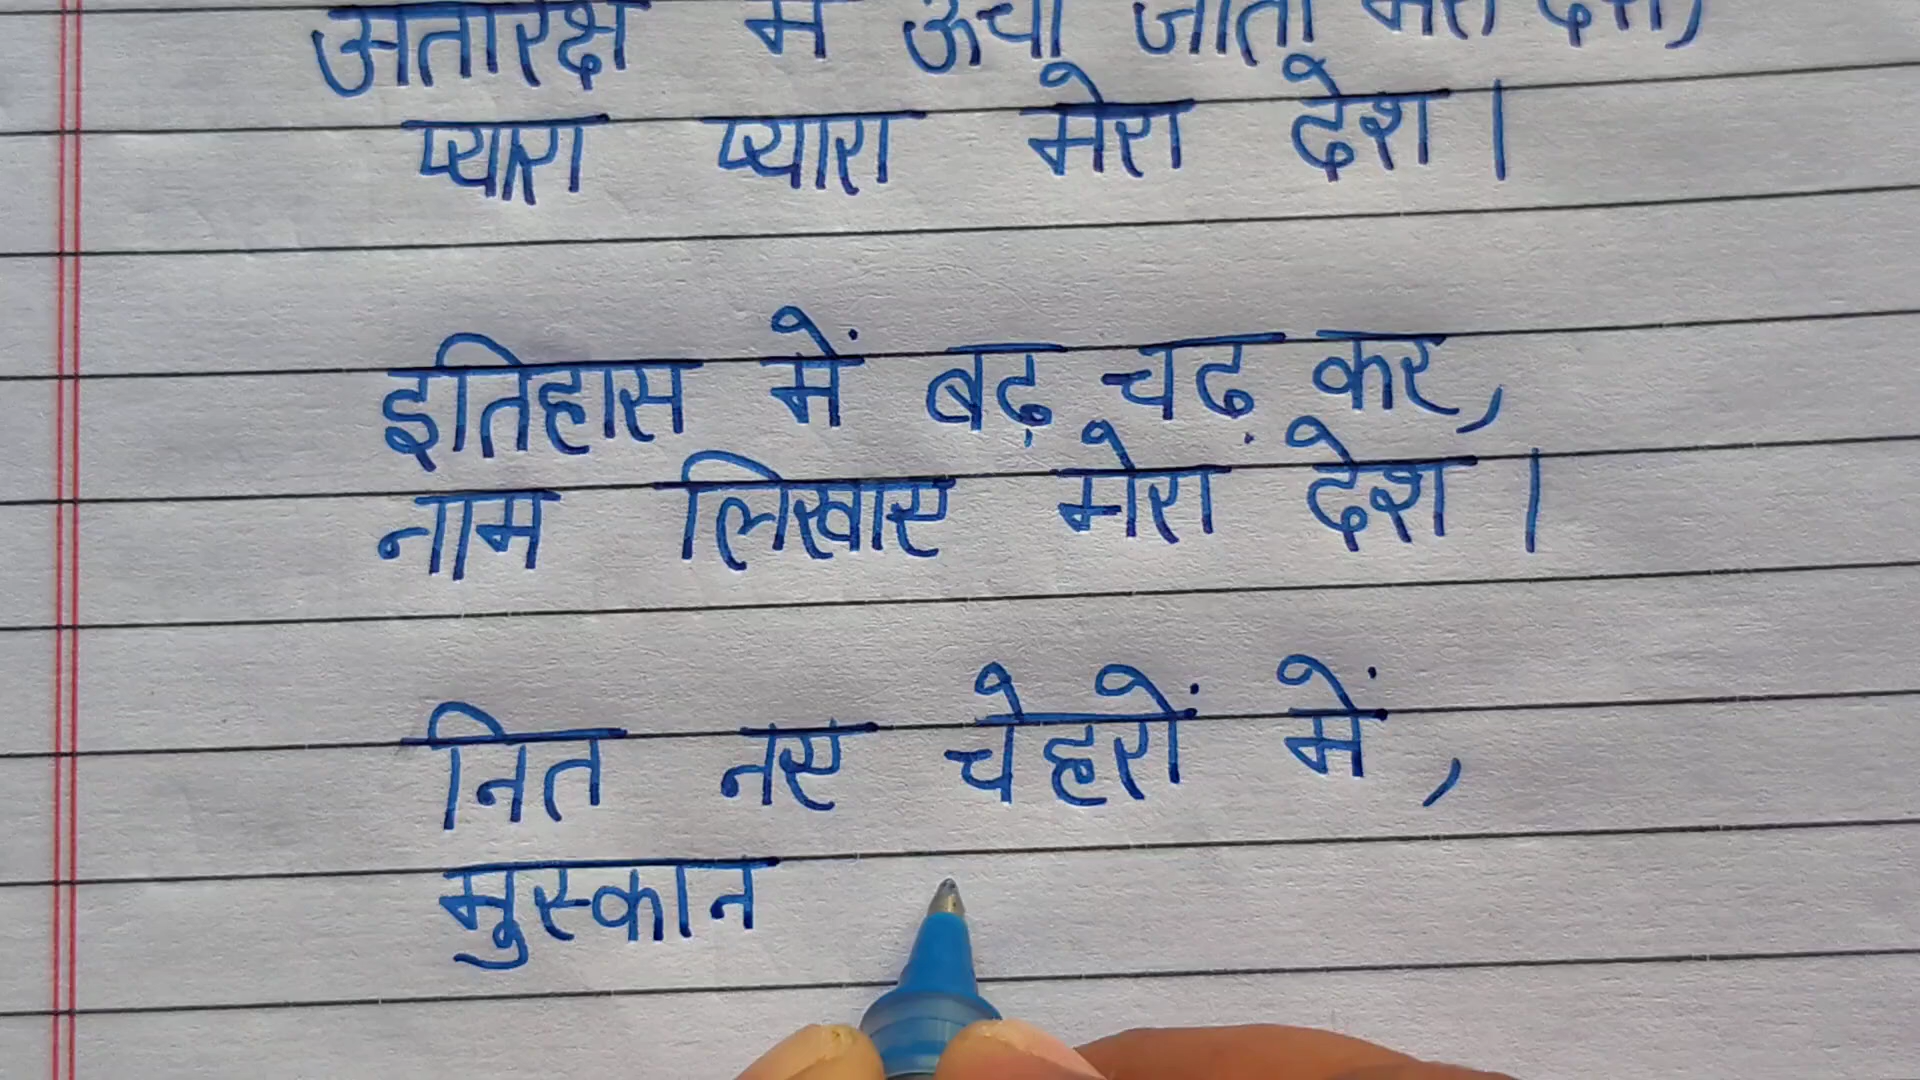 अंतरिक्ष में ऊंचा जाता मेरा देश,
प्यारा प्यारा मेरा देश।
इतिहास में बढ़ चढ़ कर,
नाम लिखाए मेरा देश।
नित नए चेहरों में,
मुस्कान